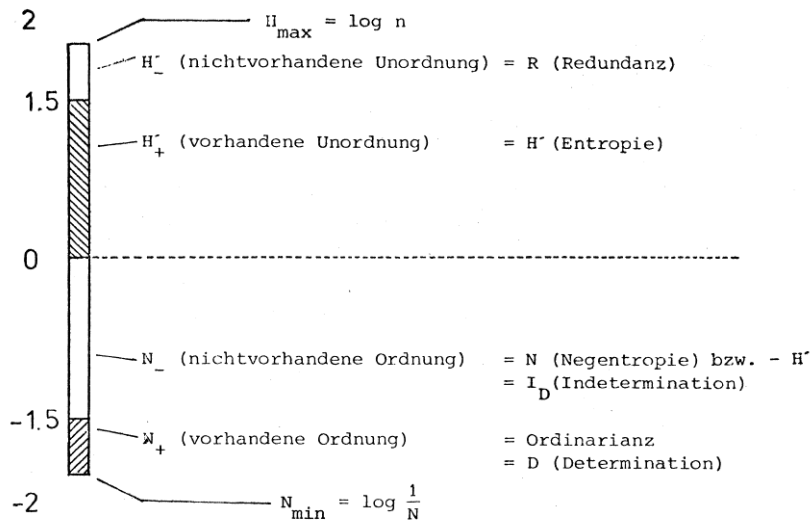 2 H_max = log n
H´_- (nichtvorhandene Unordnung) = R (Redundanz)
1.5
H´_+ (vorhandene Unordnung) = H´ (Entropie)
0
N_- (nichtvorhandene Ordnung) = N (Negentropie) bzw. - H´
= I_D (Indetermination)
-1.5
N_+ (vorhandene Ordnung) = Ordinarianz
= D (Determination)
-2 N_min = log 1/N